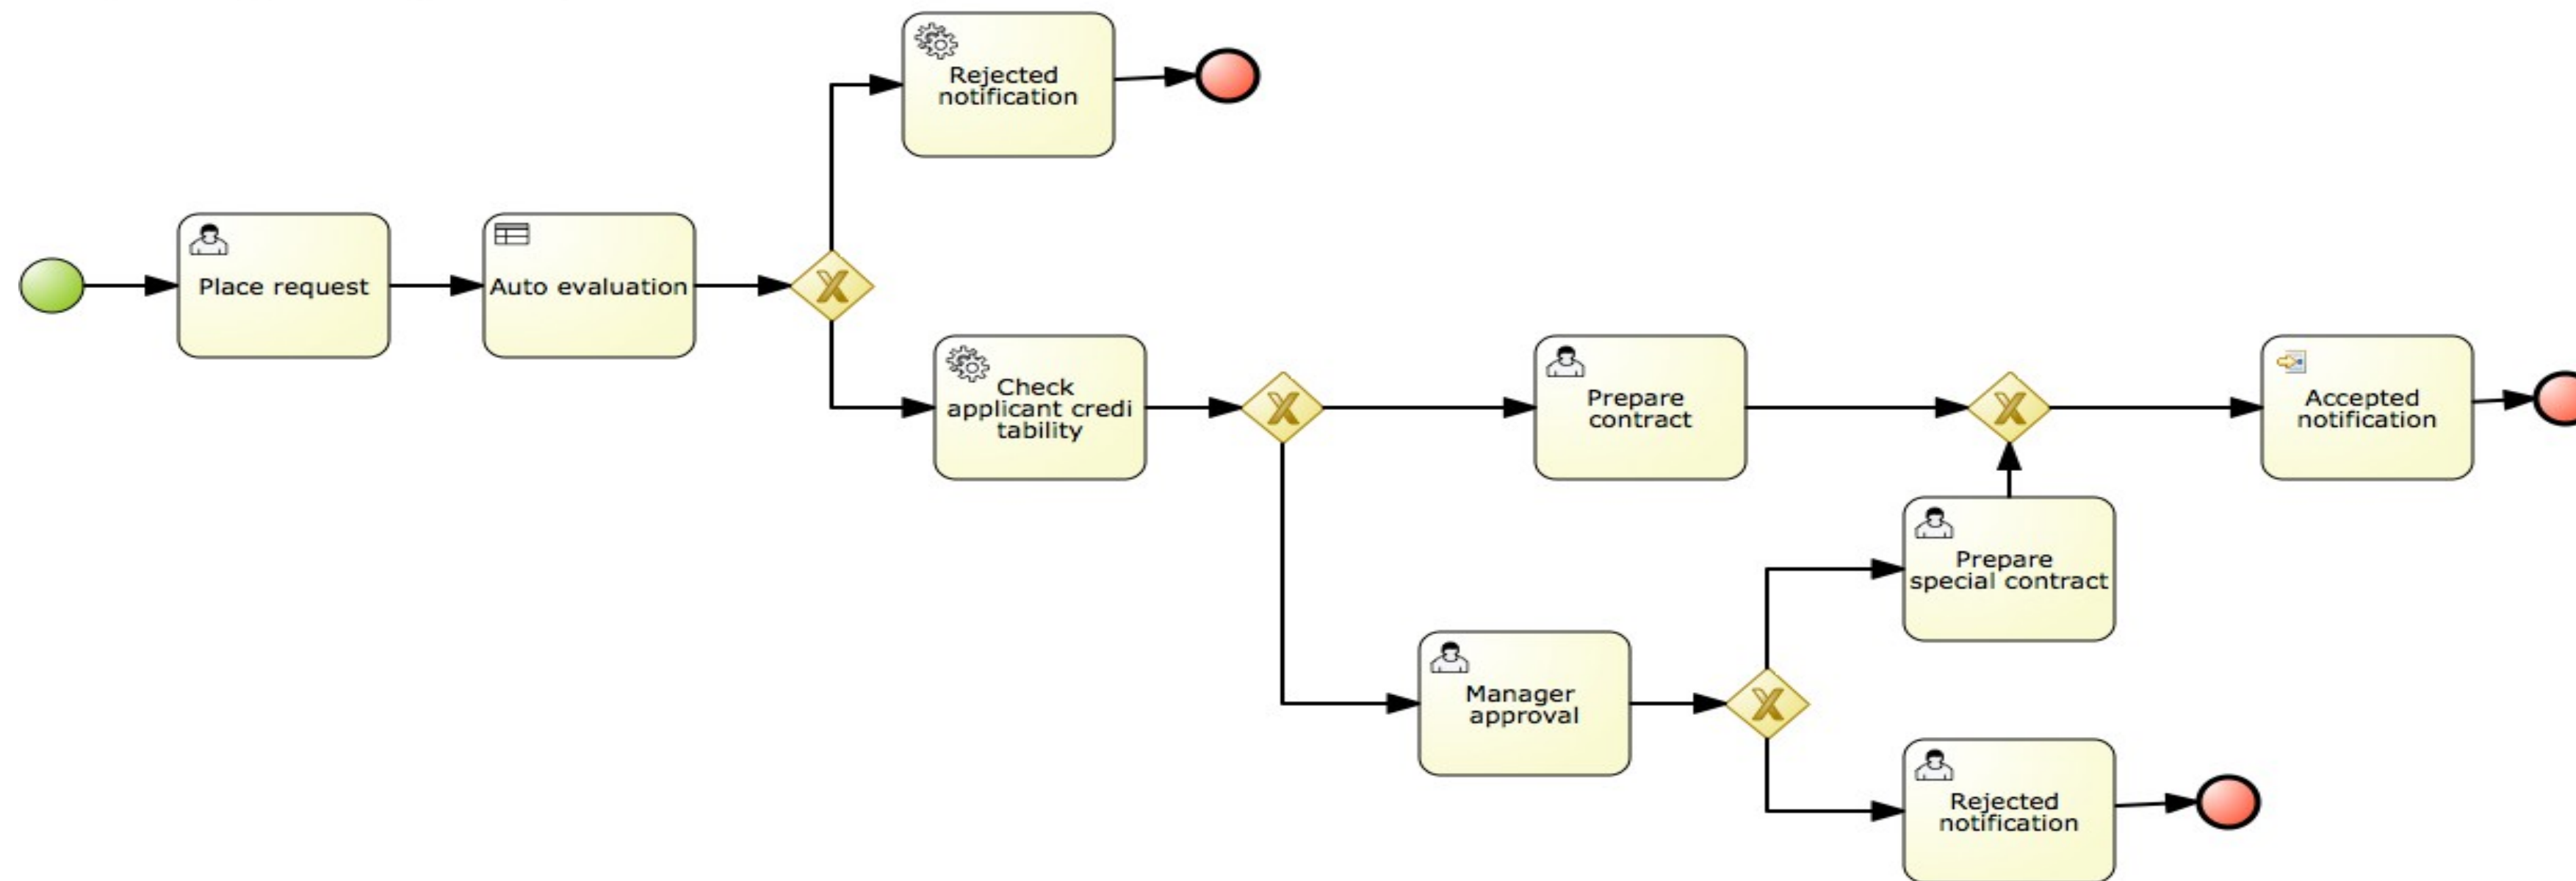 Rejected
notification
Place request
Auto evaluation
Check
applicant credi
tability
Prepare
contract
Accepted
notification
Prepare
special contract
Manager
approval
Rejected
notification